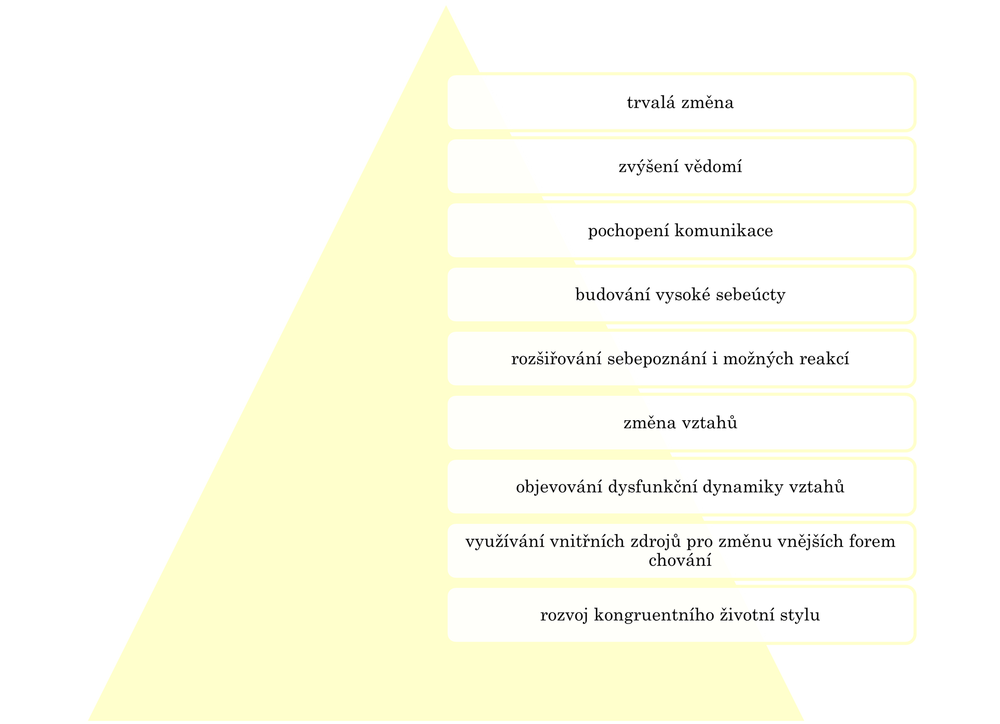 trvalá změna
zvýšení vědomí
pochopení komunikace
budování vysoké sebeúcty
rozšiřování sebepoznání i možných reakcí
změna vztahů
objevování dysfunkční dynamiky vztahů
využívání vnitřních zdrojů pro změnu vnějších forem
chování
rozvoj kongruentního životní stylu